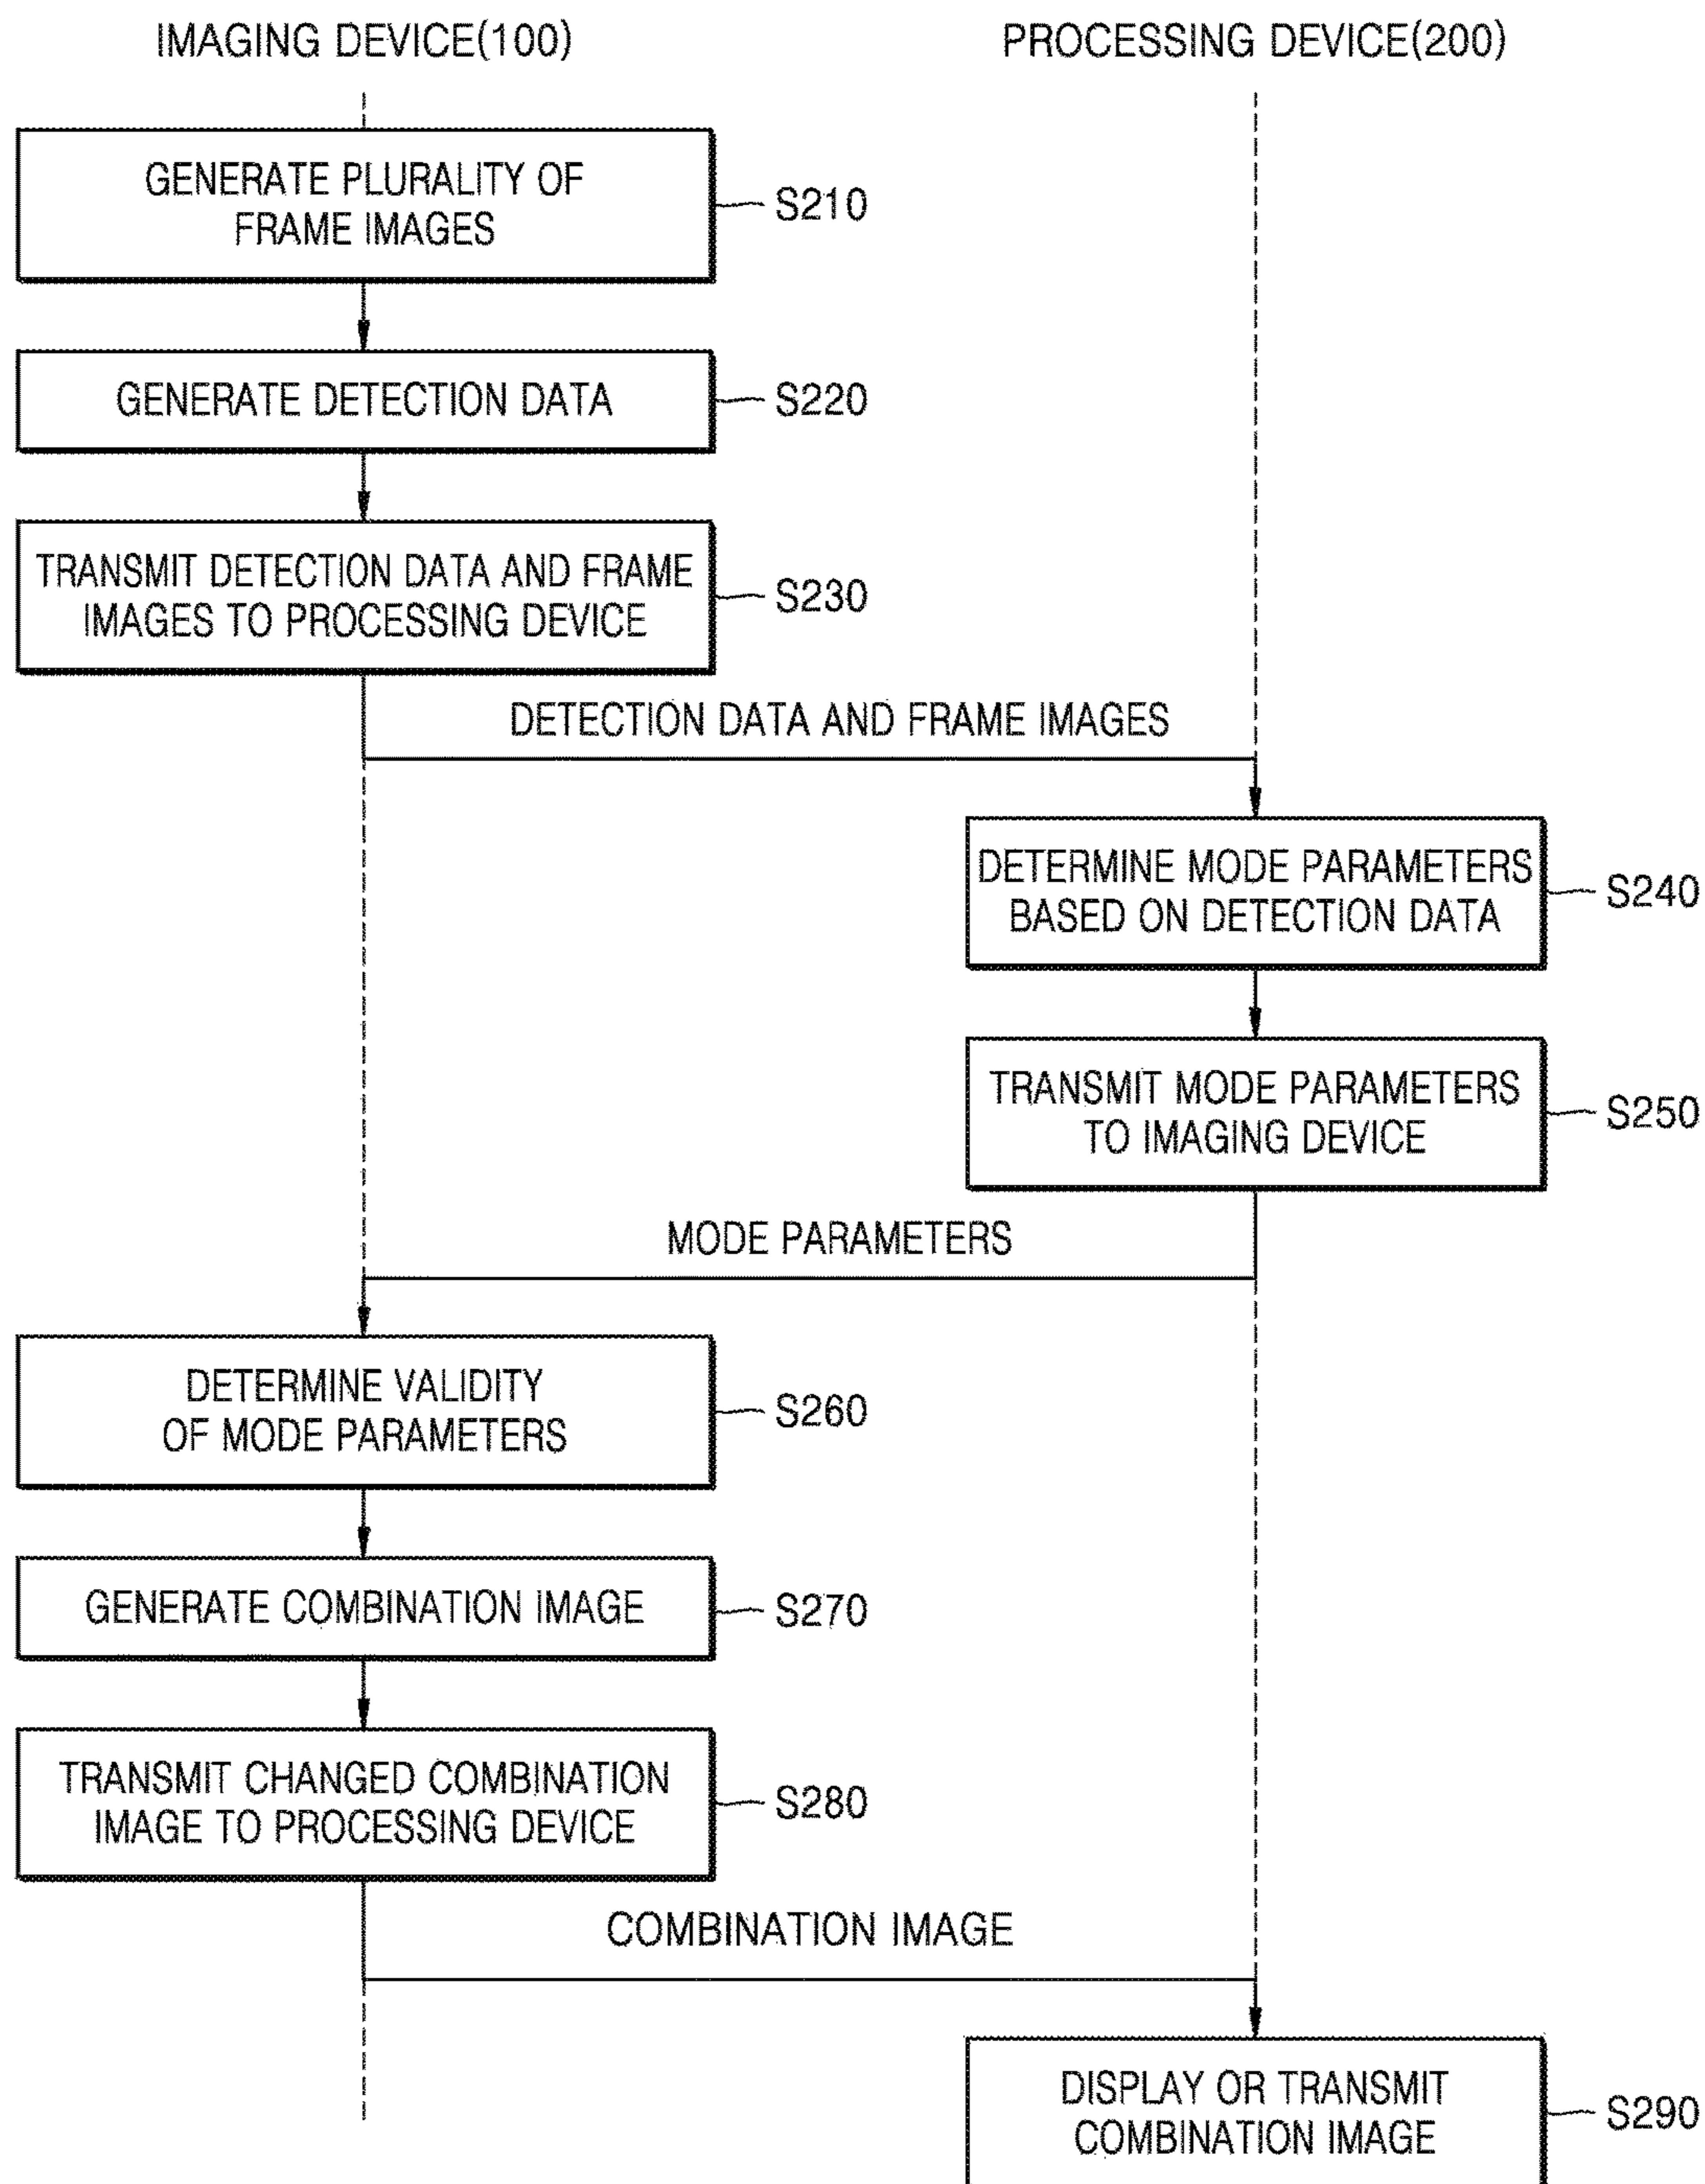 IMAGING DEVICE(100)
PROCESSING DEVICE(200)
GENERATE PLURALITY OF
FRAME IMAGES
S210
GENERATE DETECTION DATA
S220
TRANSMIT DETECTION DATA AND FRAME
IMAGES TO PROCESSING DEVICE
S230
DETECTION DATA AND FRAME IMAGES
DETERMINE MODE PARAMETERS
BASED ON DETECTION DATA
S240
TRANSMIT MODE PARAMETERS
TO IMAGING DEVICE
S250
MODE PARAMETERS
DETERMINE VALIDITY
OF MODE PARAMETERS
S260
GENERATE COMBINATION IMAGE
S270
TRANSMIT CHANGED COMBINATION
IMAGE TO PROCESSING DEVICE
S280
COMBINATION IMAGE
DISPLAY OR TRANSMIT
COMBINATION IMAGE
S290